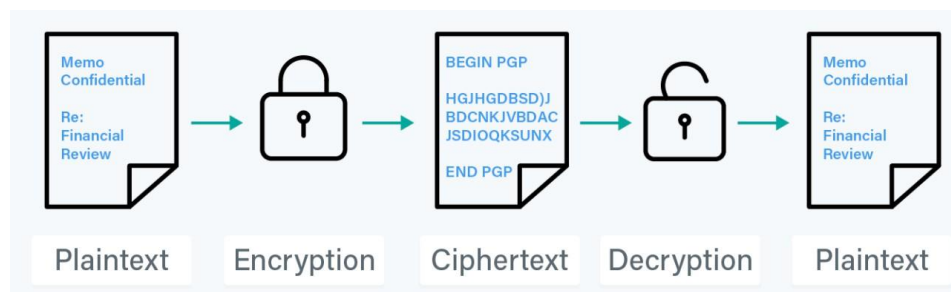 Memo
Confidential
Re:
Financial
Review
BEGIN PGP
HGJHGDBSD)J
BDCNKJVBDAC
JSDIOQKSUNX
END PGP
Memo
Confidential
Re:
Financial
Review
Plaintext
Encryption
Ciphertext
Decryption
Plaintext